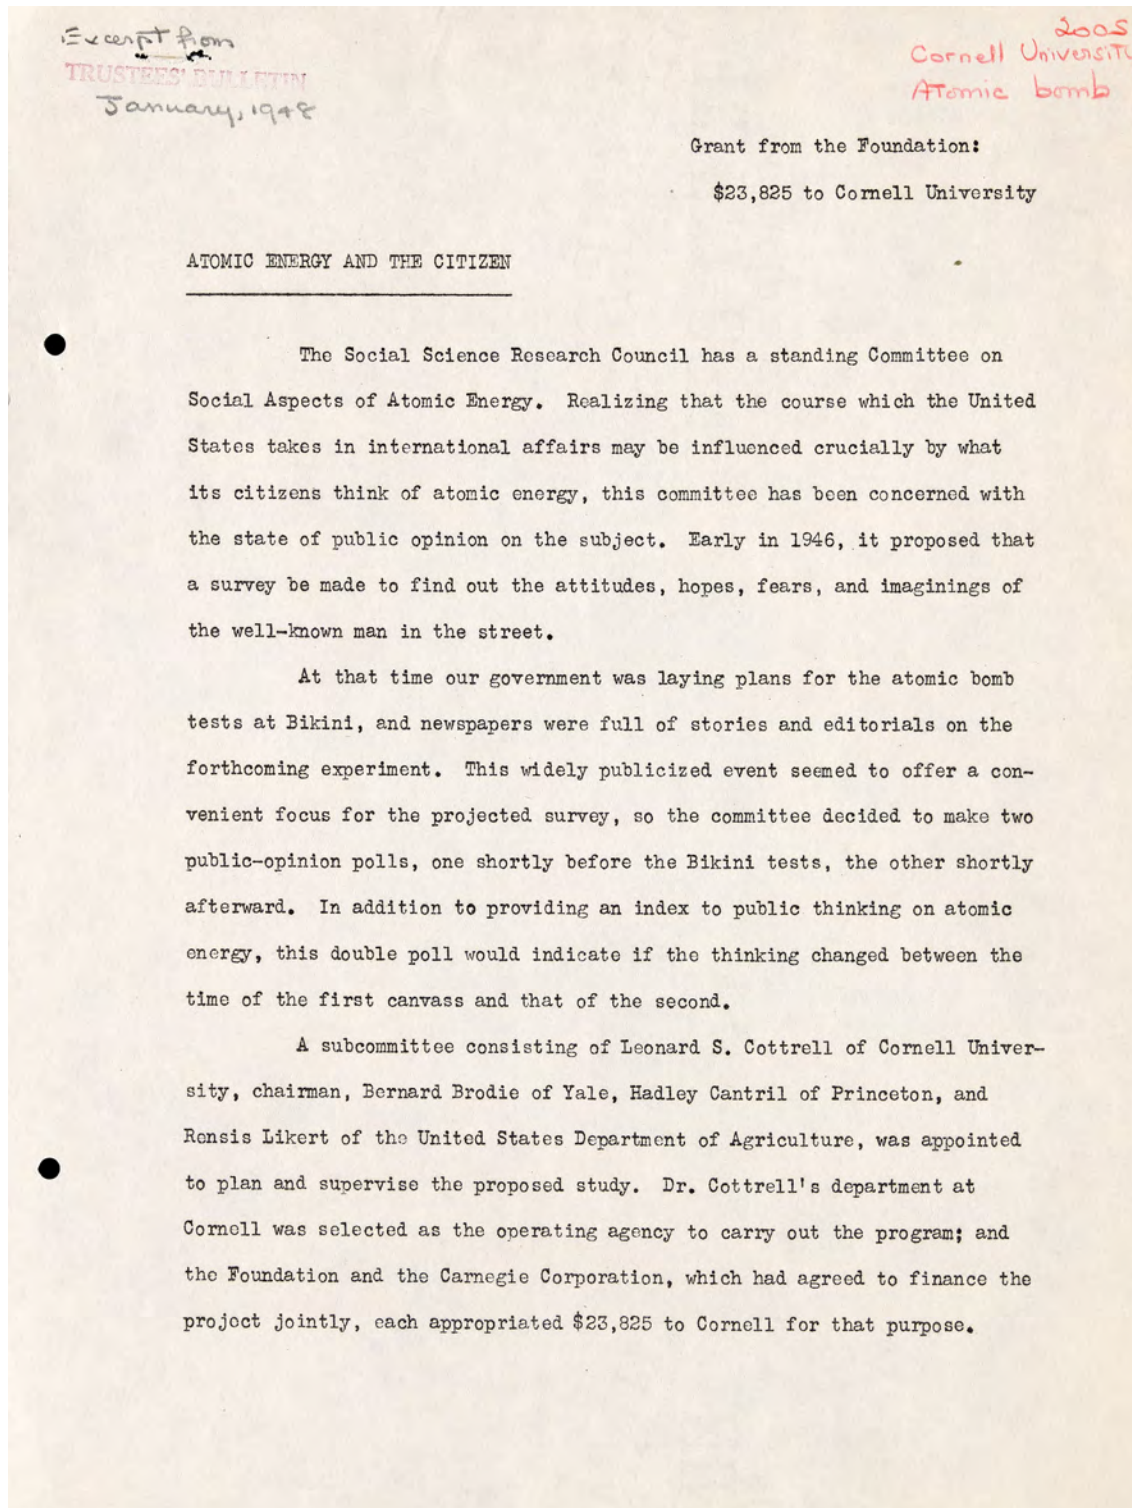 Excerpt from
TRUSTEES' BULLETIN
January, 1948
200S
Cornell University
Atomic bomb
Grant from the Foundation:
$23,825 to Cornell University
ATOMIC ENERGY AND THE CITIZEN
The Social Science Research Council has a standing Committee on
Social Aspects of Atomic Energy. Realizing that the course which the United
States takes in international affairs may be influenced crucially by what
its citizens think of atomic energy, this committee has been concerned with
the state of public opinion on the subject. Early in 1946, it proposed that
a survey be made to find out the attitudes, hopes, fears, and imaginings of
the well-known man in the street.
At that time our government was laying plans for the atomic bomb
tests at Bikini, and newspapers were full of stories and editorials on the
forthcoming experiment. This widely publicized event seemed to offer a con-
venient focus for the projected survey, so the committee decided to make two
public-opinion polls, one shortly before the Bikini tests, the other shortly
afterward. In addition to providing an index to public thinking on atomic
energy, this double poll would indicate if the thinking changed between the
time of the first canvass and that of the second.
A subcommittee consisting of Leonard S. Cottrell of Cornell Univer-
sity, chairman, Bernard Brodie of Yale, Hadley Cantril of Princeton, and
Rensis Likert of the United States Department of Agriculture, was appointed
to plan and supervise the proposed study. Dr. Cottrell's department at
Cornell was selected as the operating agency to carry out the program; and
the Foundation and the Carnegie Corporation, which had agreed to finance the
project jointly, each appropriated $23,825 to Cornell for that purpose.